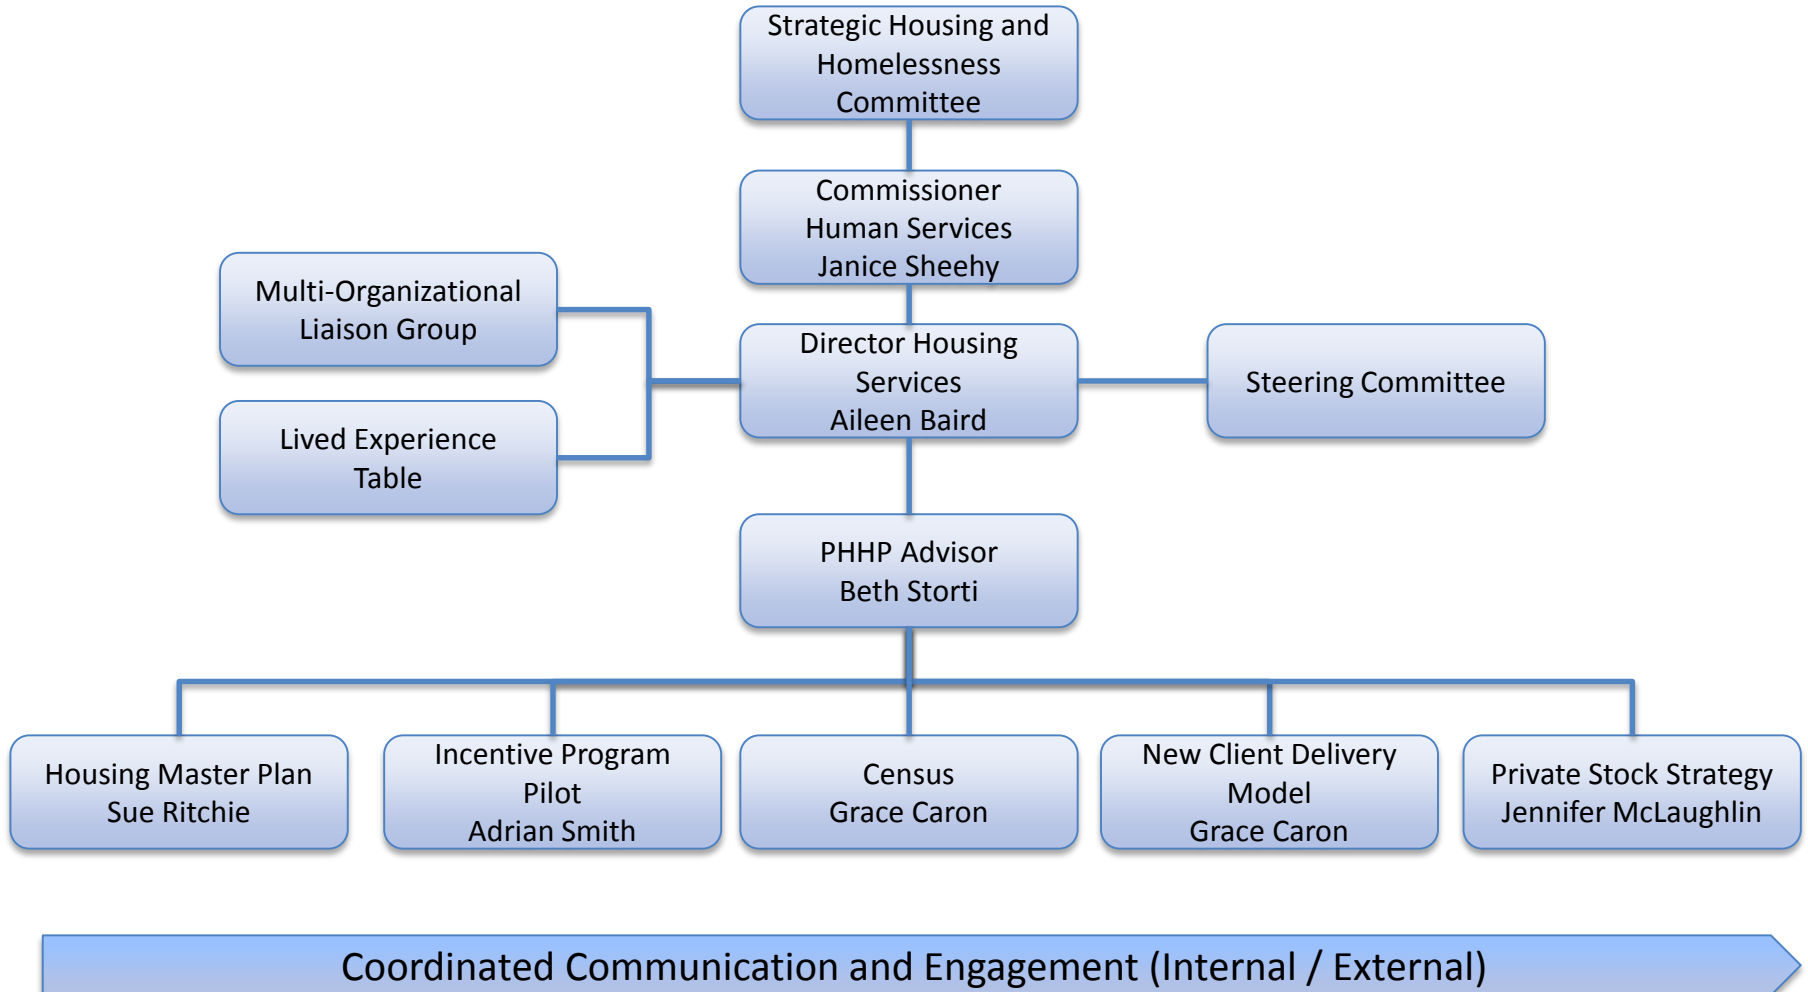 Strategic Housing and
Homelessness
Committee
Commissioner
Human Services
Janice Sheehy
Multi-Organizational
Liaison Group
Director Housing
Services
Aileen Baird
Steering Committee
Lived Experience
Table
PHHP Advisor
Beth Storti
Housing Master Plan
Sue Ritchie
Incentive Program
Pilot
Adrian Smith
Census
Grace Caron
New Client Delivery
Model
Grace Caron
Private Stock Strategy
Jennifer McLaughlin
Coordinated Communication and Engagement (Internal / External)